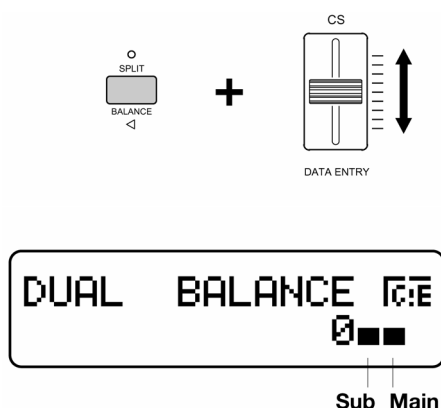 CS
SPLIT
BALANCE
+
DATA ENTRY
DUAL BALANCE C:E
0
Sub Main